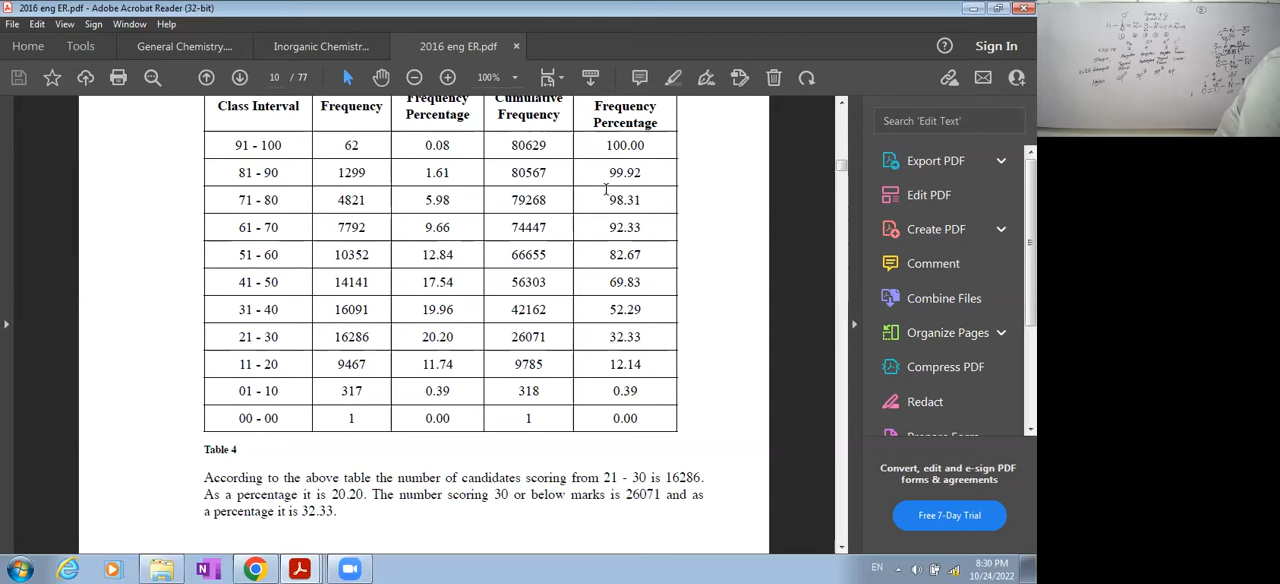 2016 eng ER.pdf - Adobe Acrobat Reader (32-bit)
File Edit View Sign Window Help
Home Tools General Chemistry.... Inorganic Chemistr... 2016 eng ER.pdf × Sign In
10 / 77 100%
Class Interval Frequency Frequency Percentage Cumulative Frequency Frequency Percentage
91 - 100 62 0.08 80629 100.00
81 - 90 1299 1.61 80567 99.92
71 - 80 4821 5.98 79268 98.31
61 - 70 7792 9.66 74447 92.33
51 - 60 10352 12.84 66655 82.67
41 - 50 14141 17.54 56303 69.83
31 - 40 16091 19.96 42162 52.29
21 - 30 16286 20.20 26071 32.33
11 - 20 9467 11.74 9785 12.14
01 - 10 317 0.39 318 0.39
00 - 00 1 0.00 1 0.00
Table 4
According to the above table the number of candidates scoring from 21 - 30 is 16286.
As a percentage it is 20.20. The number scoring 30 or below marks is 26071 and as
a percentage it is 32.33.
Search 'Edit Text'
Export PDF
Edit PDF
Create PDF
Comment
Combine Files
Organize Pages
Compress PDF
Redact
Prepare Form
Convert, edit and e-sign PDF
forms & agreements
Free 7-Day Trial
EN
8:30 PM
10/24/2022